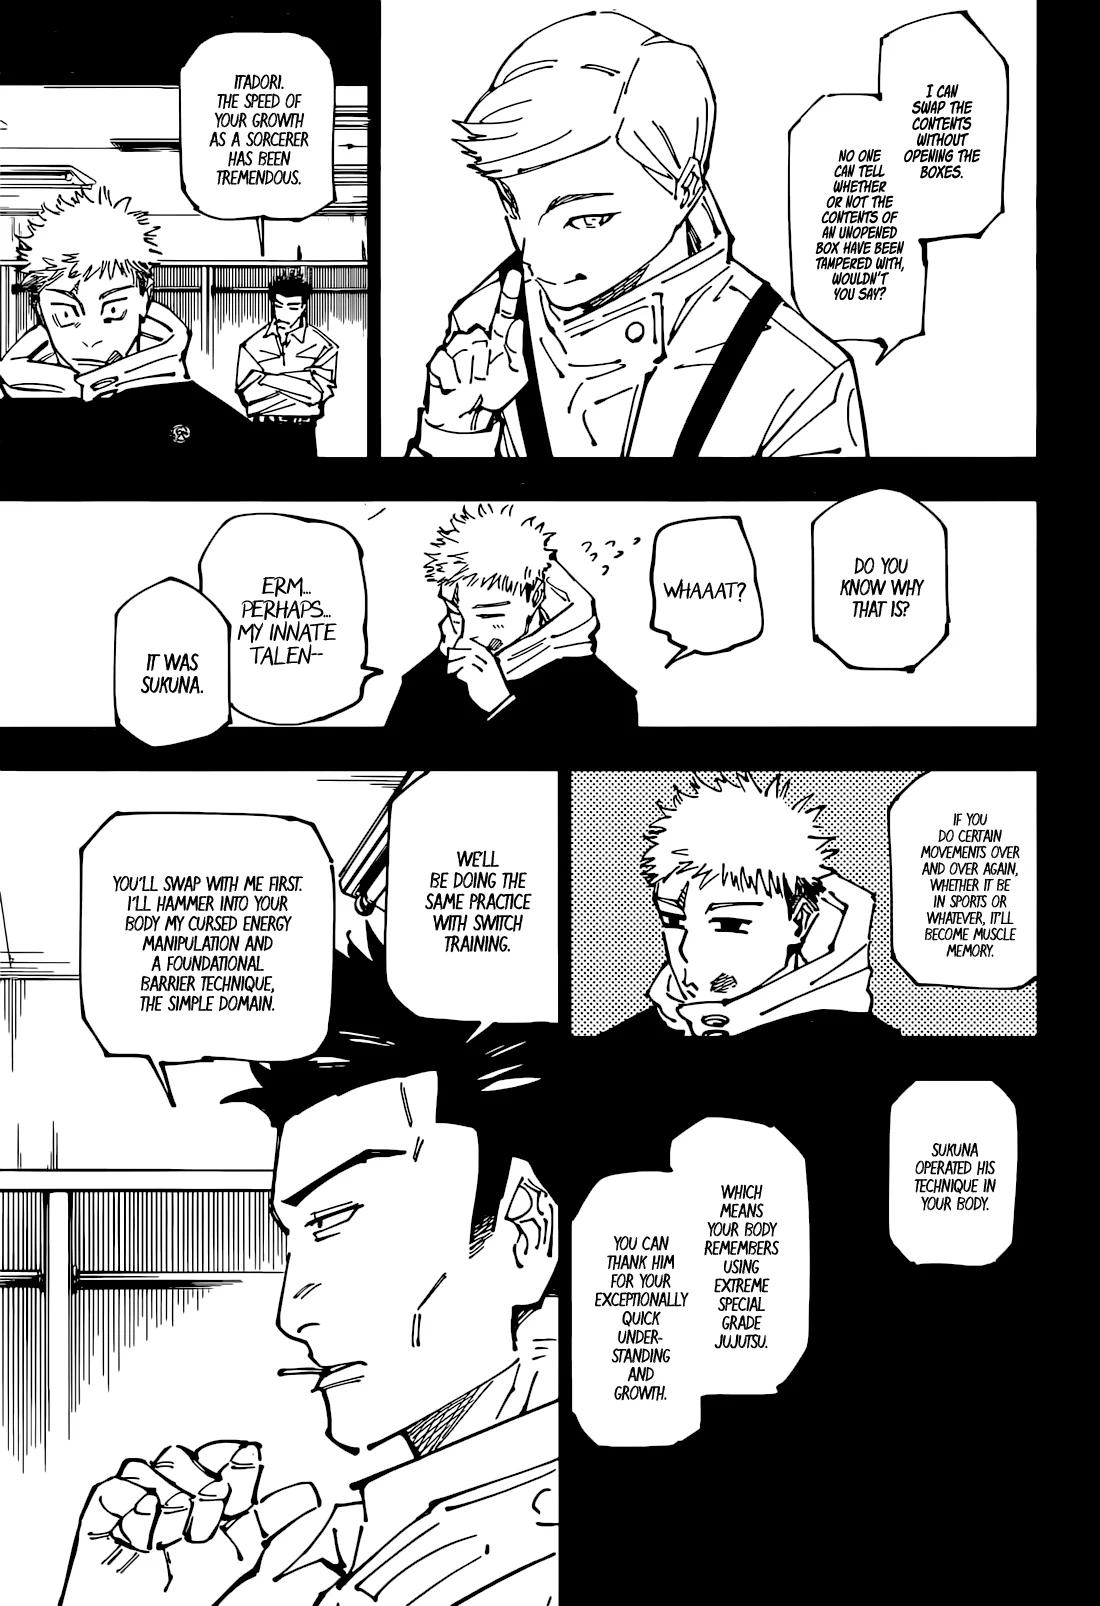 I CAN
SWAP THE
CONTENTS
WITHOUT
OPENING THE
BOXES.
NO ONE
CAN TELL
WHETHER
OR NOT THE
CONTENTS OF
AN UNOPENED
BOX HAVE BEEN
TAMPERED WITH,
WOULDN'T
YOU SAY?
ITADORI.
THE SPEED OF
YOUR GROWTH
AS A SORCERER
HAS BEEN
TREMENDOUS.
DO YOU
KNOW WHY
THAT IS?
WHAAAT?
ERM...
PERHAPS...
MY INNATE
TALEN--
IT WAS
SUKUNA.
IF YOU
DO CERTAIN
MOVEMENTS OVER
AND OVER AGAIN,
WHETHER IT BE
IN SPORTS OR
WHATEVER, IT'LL
BECOME MUSCLE
MEMORY.
SUKUNA
OPERATED HIS
TECHNIQUE IN
YOUR BODY.
WHICH
MEANS
YOUR BODY
REMEMBERS
USING
EXTREME
SPECIAL
GRADE
JUJUTSU.
YOU CAN
THANK HIM
FOR YOUR
EXCEPTIONALLY
QUICK
UNDER-
STANDING
AND
GROWTH.
WE'LL
BE DOING THE
SAME PRACTICE
WITH SWITCH
TRAINING.
YOU'LL SWAP WITH ME FIRST.
I'LL HAMMER INTO YOUR
BODY MY CURSED ENERGY
MANIPULATION AND
A FOUNDATIONAL
BARRIER TECHNIQUE,
THE SIMPLE DOMAIN.